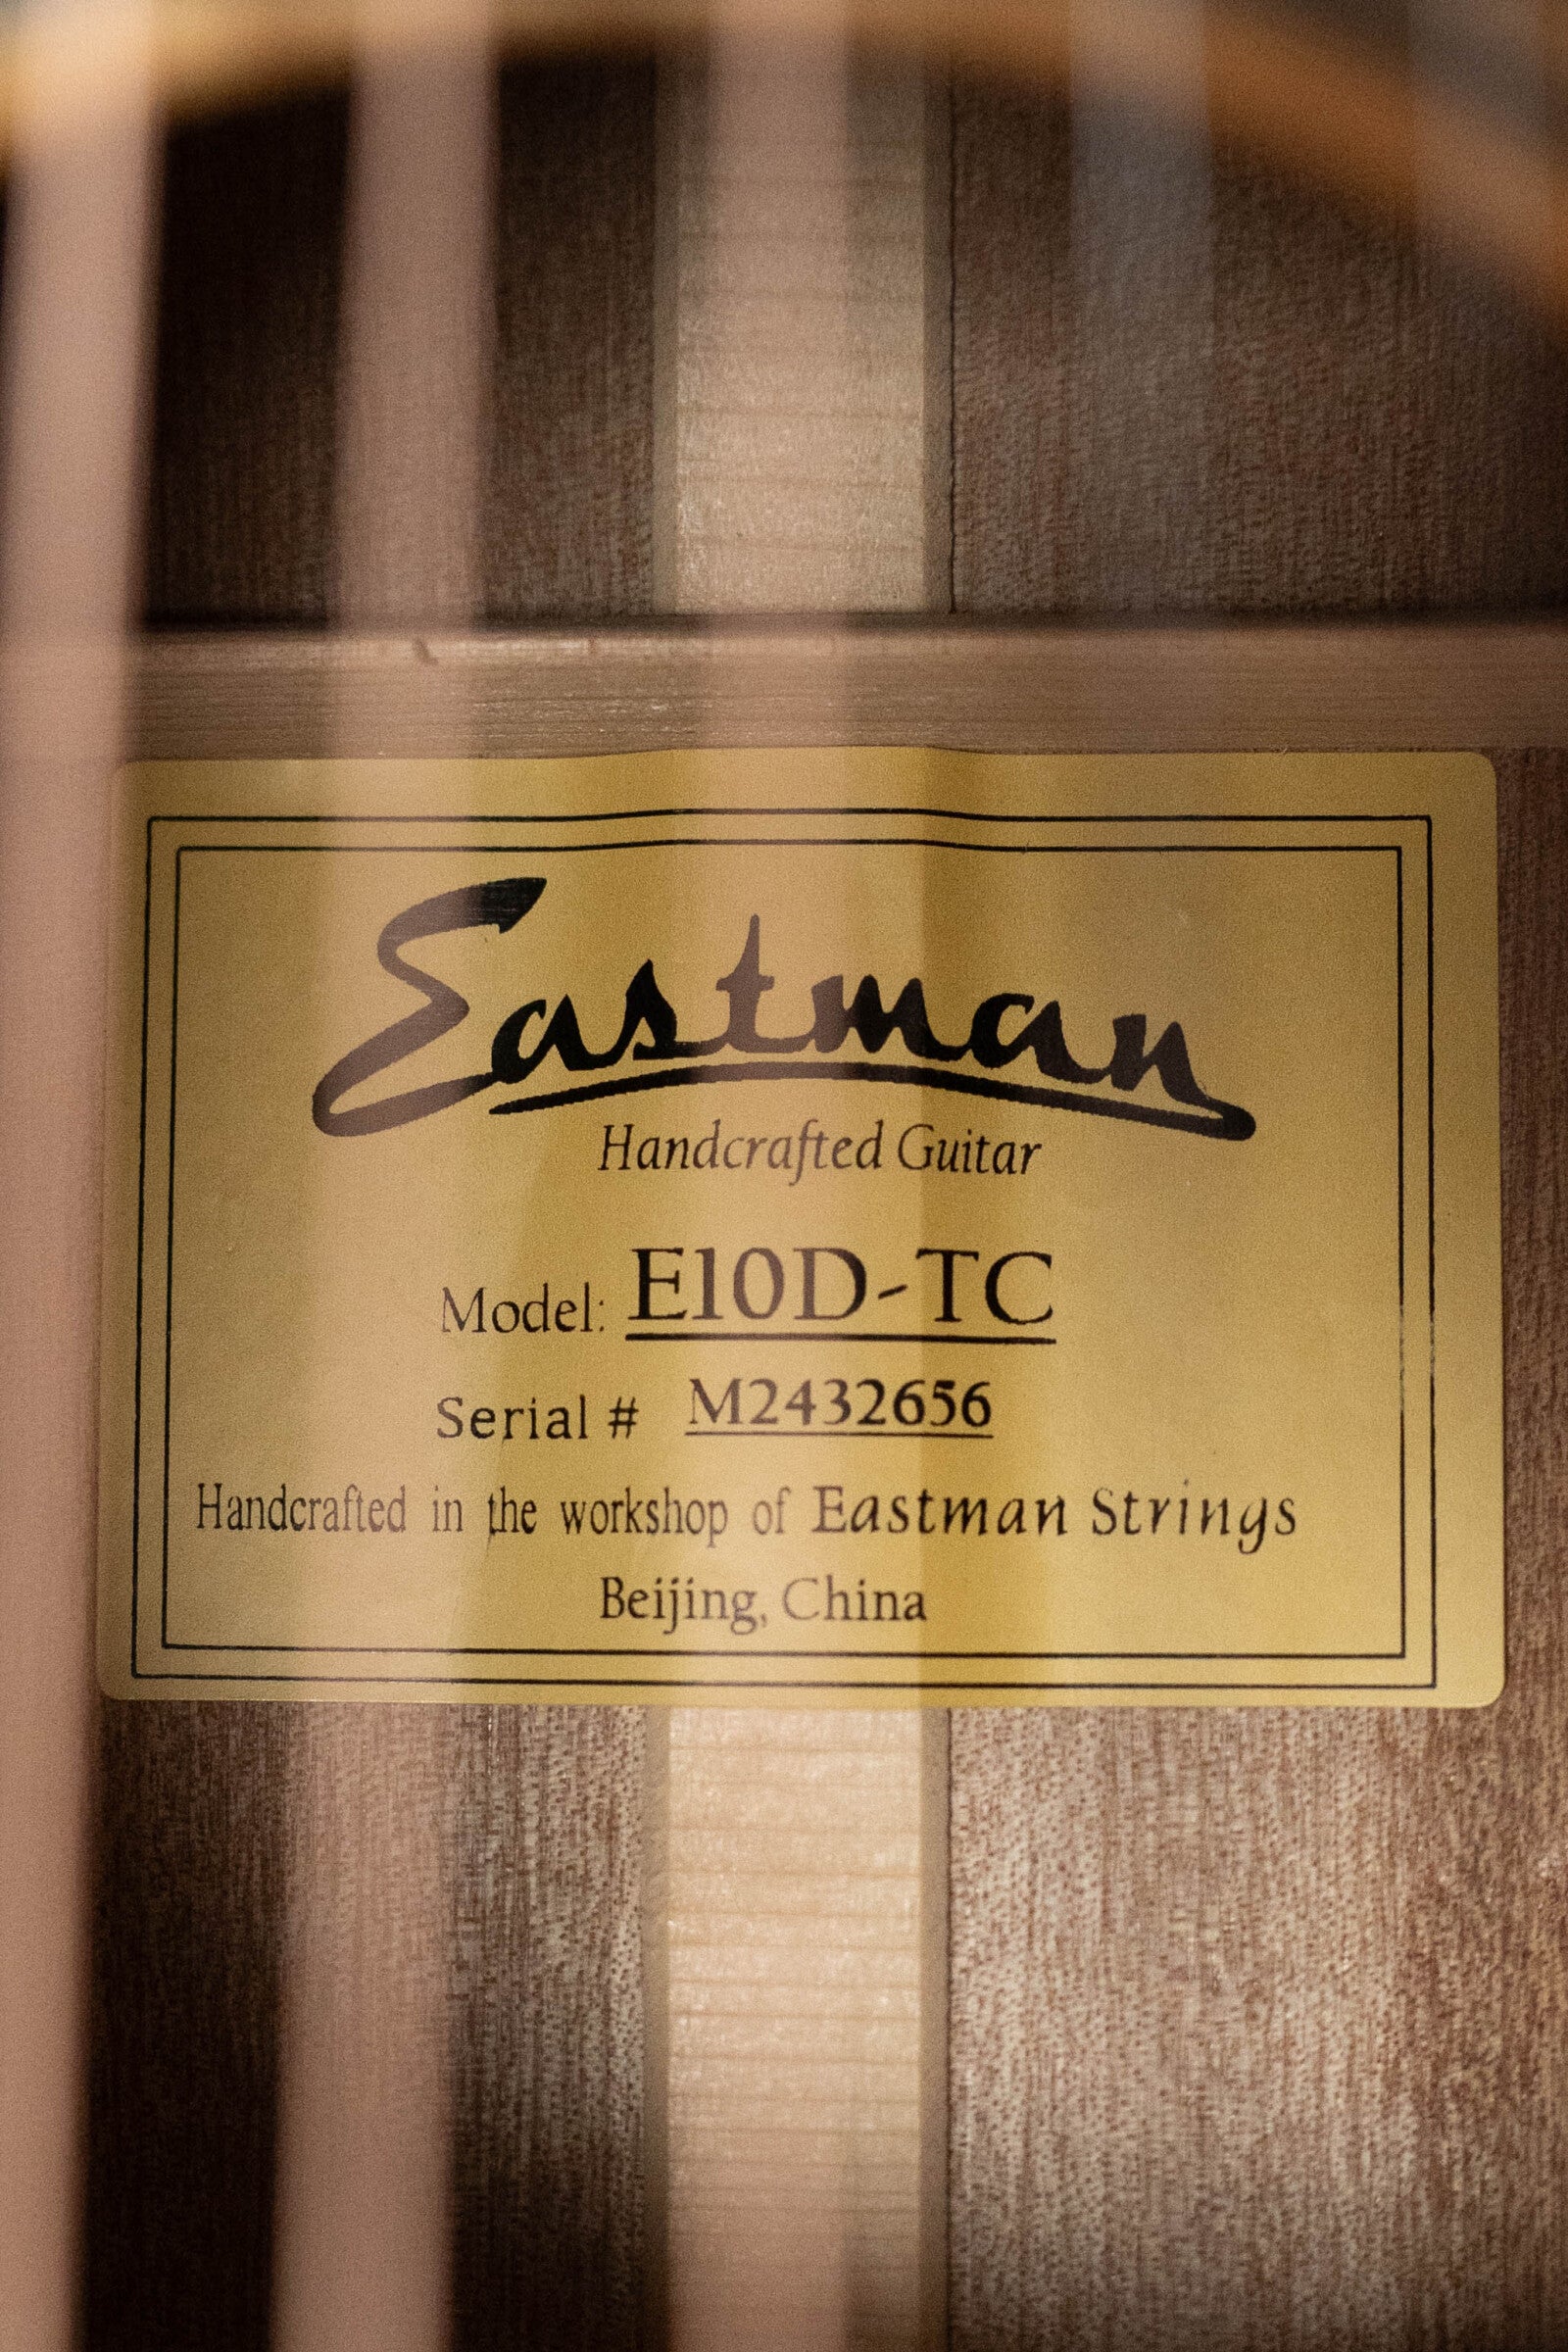 Eastman
Handcrafted Guitar
Model: E10D-TC
Serial # M2432656
Handcrafted in the workshop of Eastman Strings
Beijing, China